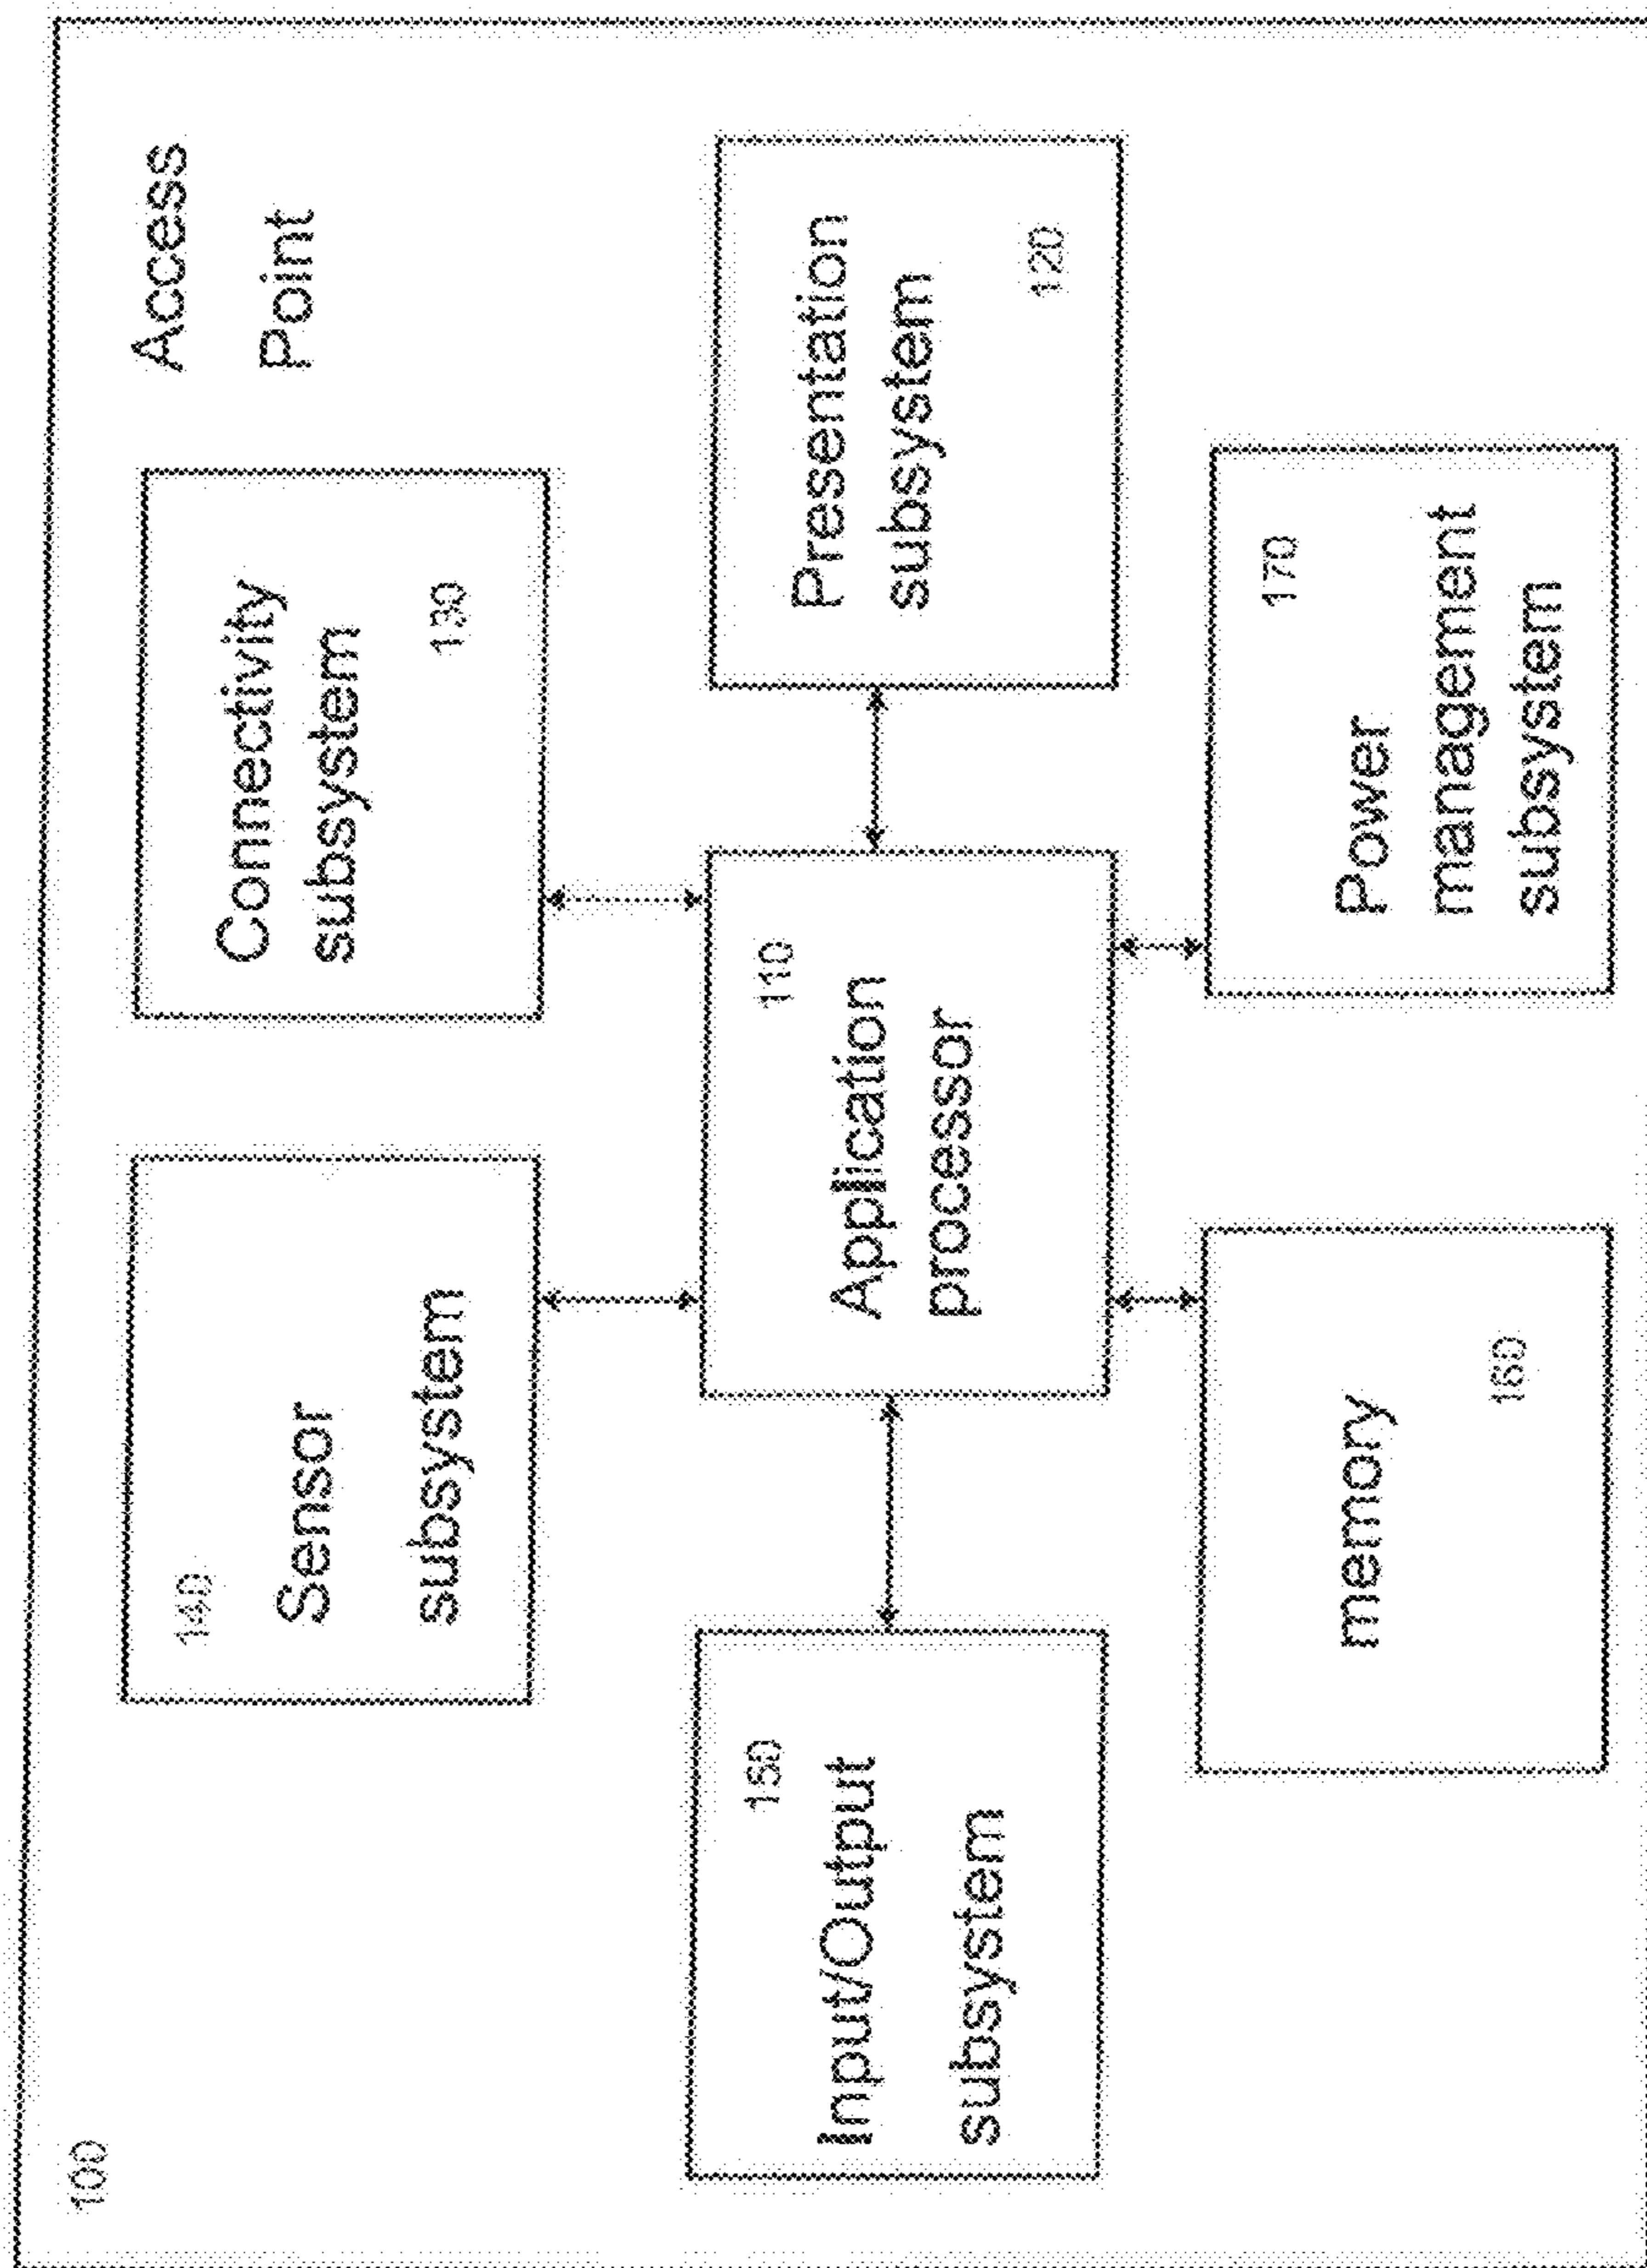 100
Access
Point
140
Sensor
subsystem
Connectivity
subsystem
130
150
Input/Output
subsystem
110
Application
processor
Presentation
subsystem
120
memory
160
170
Power
management
subsystem